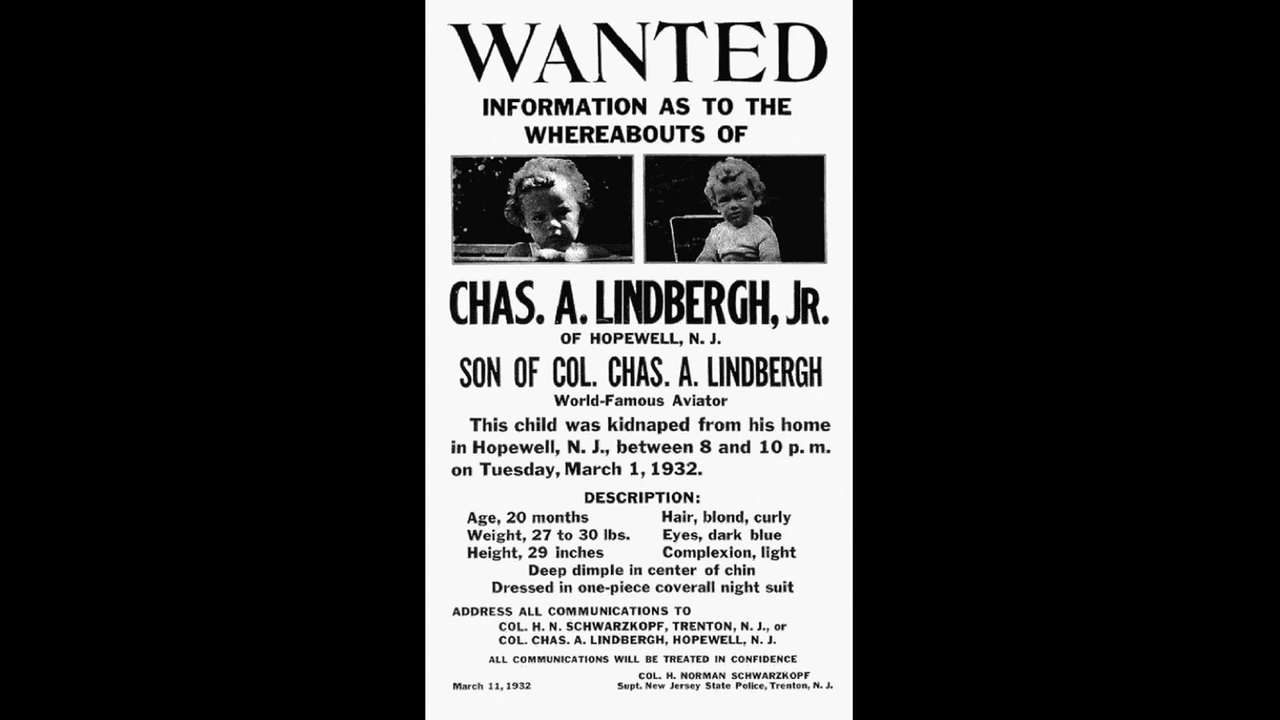 WANTED
INFORMATION AS TO THE
WHEREABOUTS OF
CHAS. A. LINDBERGH, JR.
OF HOPEWELL, N. J.
SON OF COL. CHAS. A. LINDBERGH
World-Famous Aviator
This child was kidnaped from his home
in Hopewell, N. J., between 8 and 10 p. m.
on Tuesday, March 1, 1932.
DESCRIPTION:
Age, 20 months Hair, blond, curly
Weight, 27 to 30 lbs. Eyes, dark blue
Height, 29 inches Complexion, light
Deep dimple in center of chin
Dressed in one-piece coverall night suit
ADDRESS ALL COMMUNICATIONS TO
COL. H. N. SCHWARZKOPF, TRENTON, N. J., or
COL. CHAS. A. LINDBERGH, HOPEWELL, N. J.
ALL COMMUNICATIONS WILL BE TREATED IN CONFIDENCE
COL. H. NORMAN SCHWARZKOPF
March 11, 1932 Supt. New Jersey State Police, Trenton, N. J.